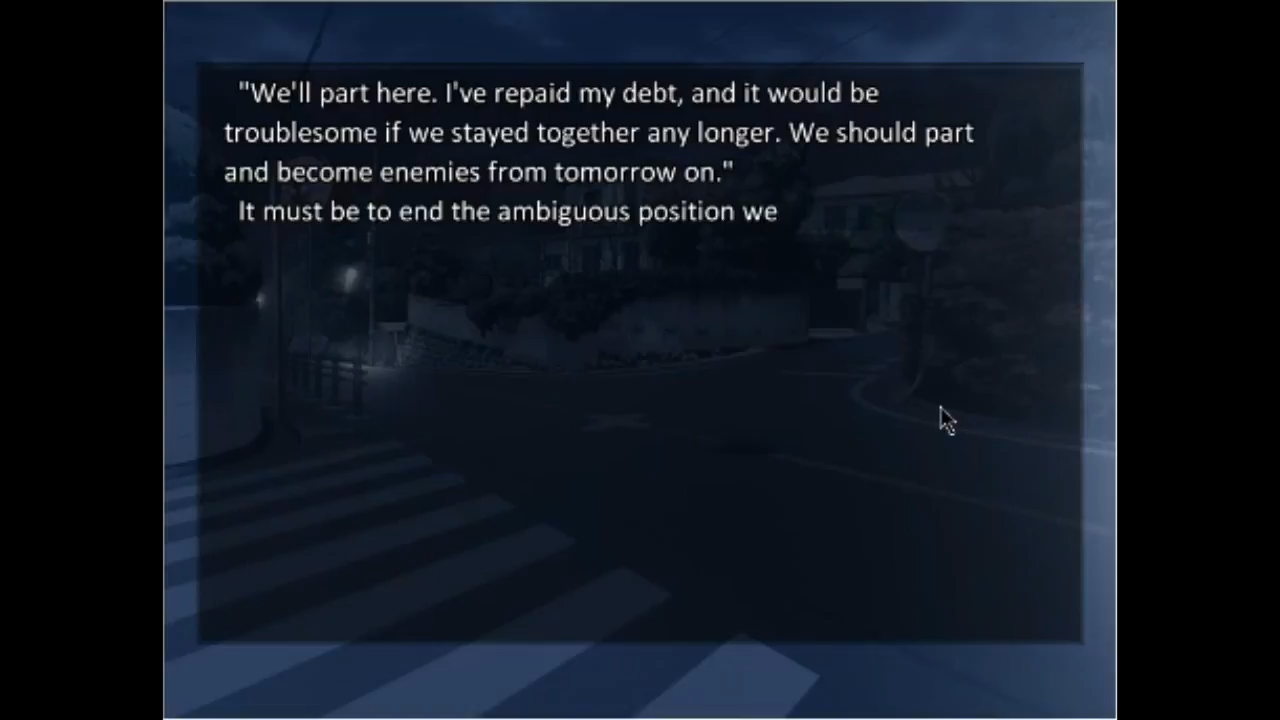 "We'll part here. I've repaid my debt, and it would be
troublesome if we stayed together any longer. We should part
and become enemies from tomorrow on."
It must be to end the ambiguous position we